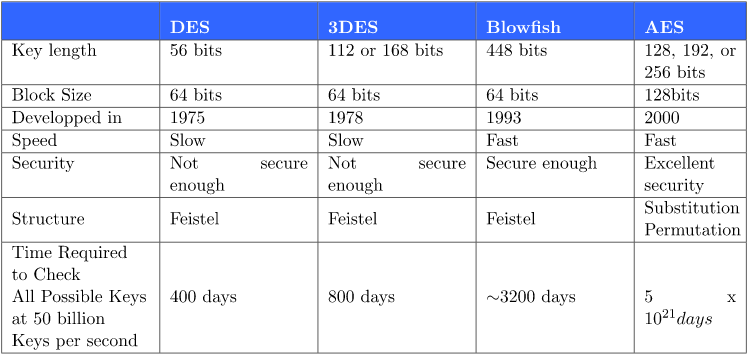 DES 3DES Blowfish AES
Key length 56 bits 112 or 168 bits 448 bits 128, 192, or
256 bits
Block Size 64 bits 64 bits 64 bits 128bits
Developped in 1975 1978 1993 2000
Speed Slow Slow Fast Fast
Security Not secure Not secure Secure enough Excellent
enough enough security
Structure Feistel Feistel Feistel Substitution
Permutation
Time Required
to Check
All Possible Keys 400 days 800 days ~3200 days 5 x
at 50 billion 10^21 days
Keys per second